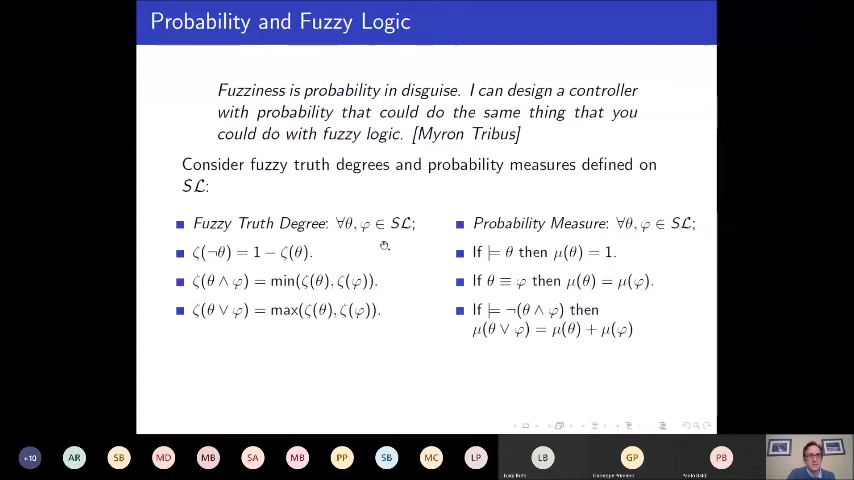 Probability and Fuzzy Logic
Fuzziness is probability in disguise. I can design a controller
with probability that could do the same thing that you
could do with fuzzy logic. [Myron Tribus]
Consider fuzzy truth degrees and probability measures defined on
Sℒ:
Fuzzy Truth Degree: ∀θ, φ ∈ Sℒ;
ζ(¬θ) = 1 − ζ(θ).
ζ(θ ∧ φ) = min(ζ(θ), ζ(φ)).
ζ(θ ∨ φ) = max(ζ(θ), ζ(φ)).
Probability Measure: ∀θ, φ ∈ Sℒ;
If ⊨ θ then μ(θ) = 1.
If θ ≡ φ then μ(θ) = μ(φ).
If ⊨ ¬(θ ∧ φ) then
μ(θ ∨ φ) = μ(θ) + μ(φ)
+10 AR SB MD MB SA MB PP SB MC LP LB GP PB